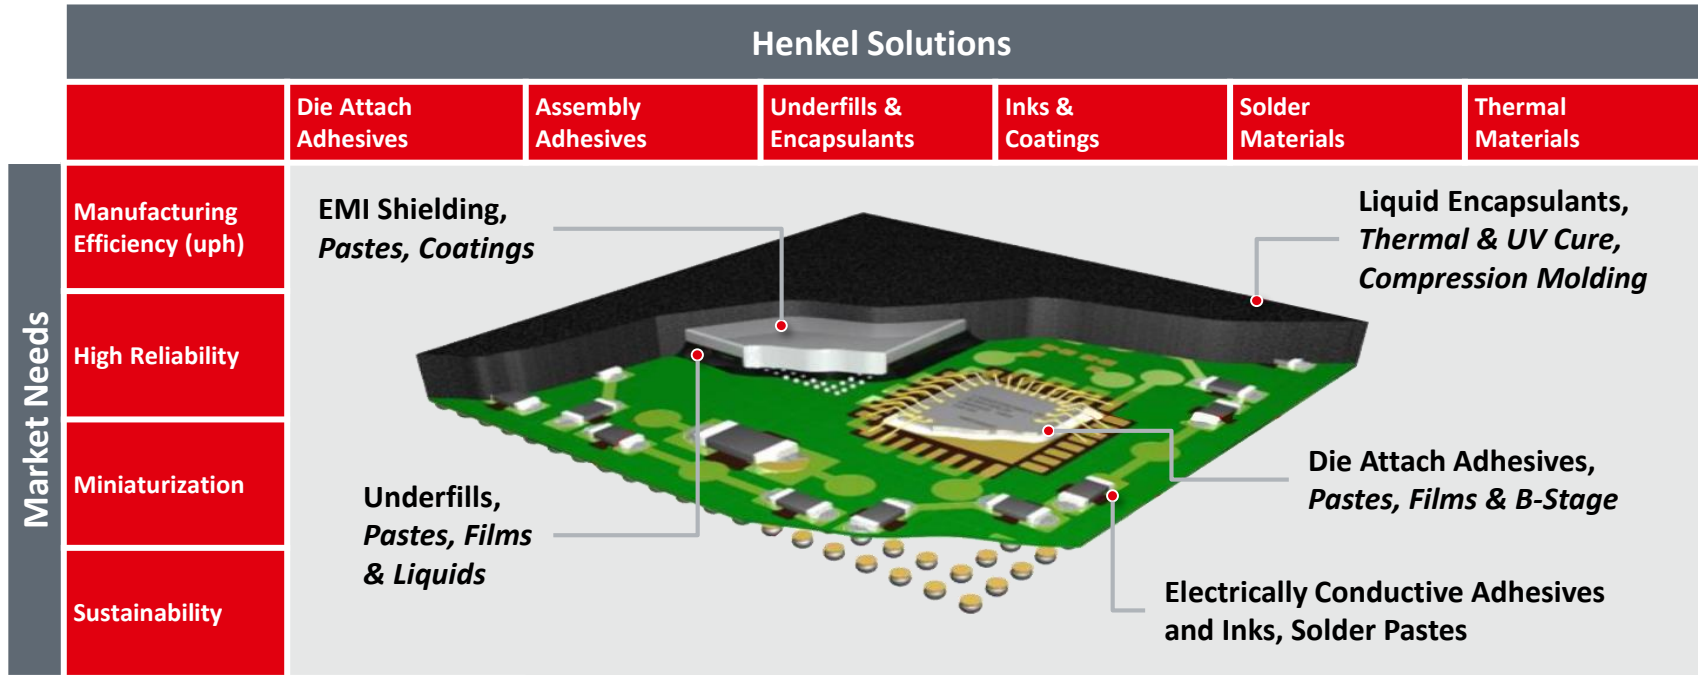 Henkel Solutions
Die Attach
Adhesives
Assembly
Adhesives
Underfills &
Encapsulants
Inks &
Coatings
Solder
Materials
Thermal
Materials
Market Needs
Manufacturing
Efficiency (uph)
High Reliability
Miniaturization
Sustainability
EMI Shielding,
Pastes, Coatings
Liquid Encapsulants,
Thermal & UV Cure,
Compression Molding
Underfills,
Pastes, Films
& Liquids
Die Attach Adhesives,
Pastes, Films & B-Stage
Electrically Conductive Adhesives
and Inks, Solder Pastes